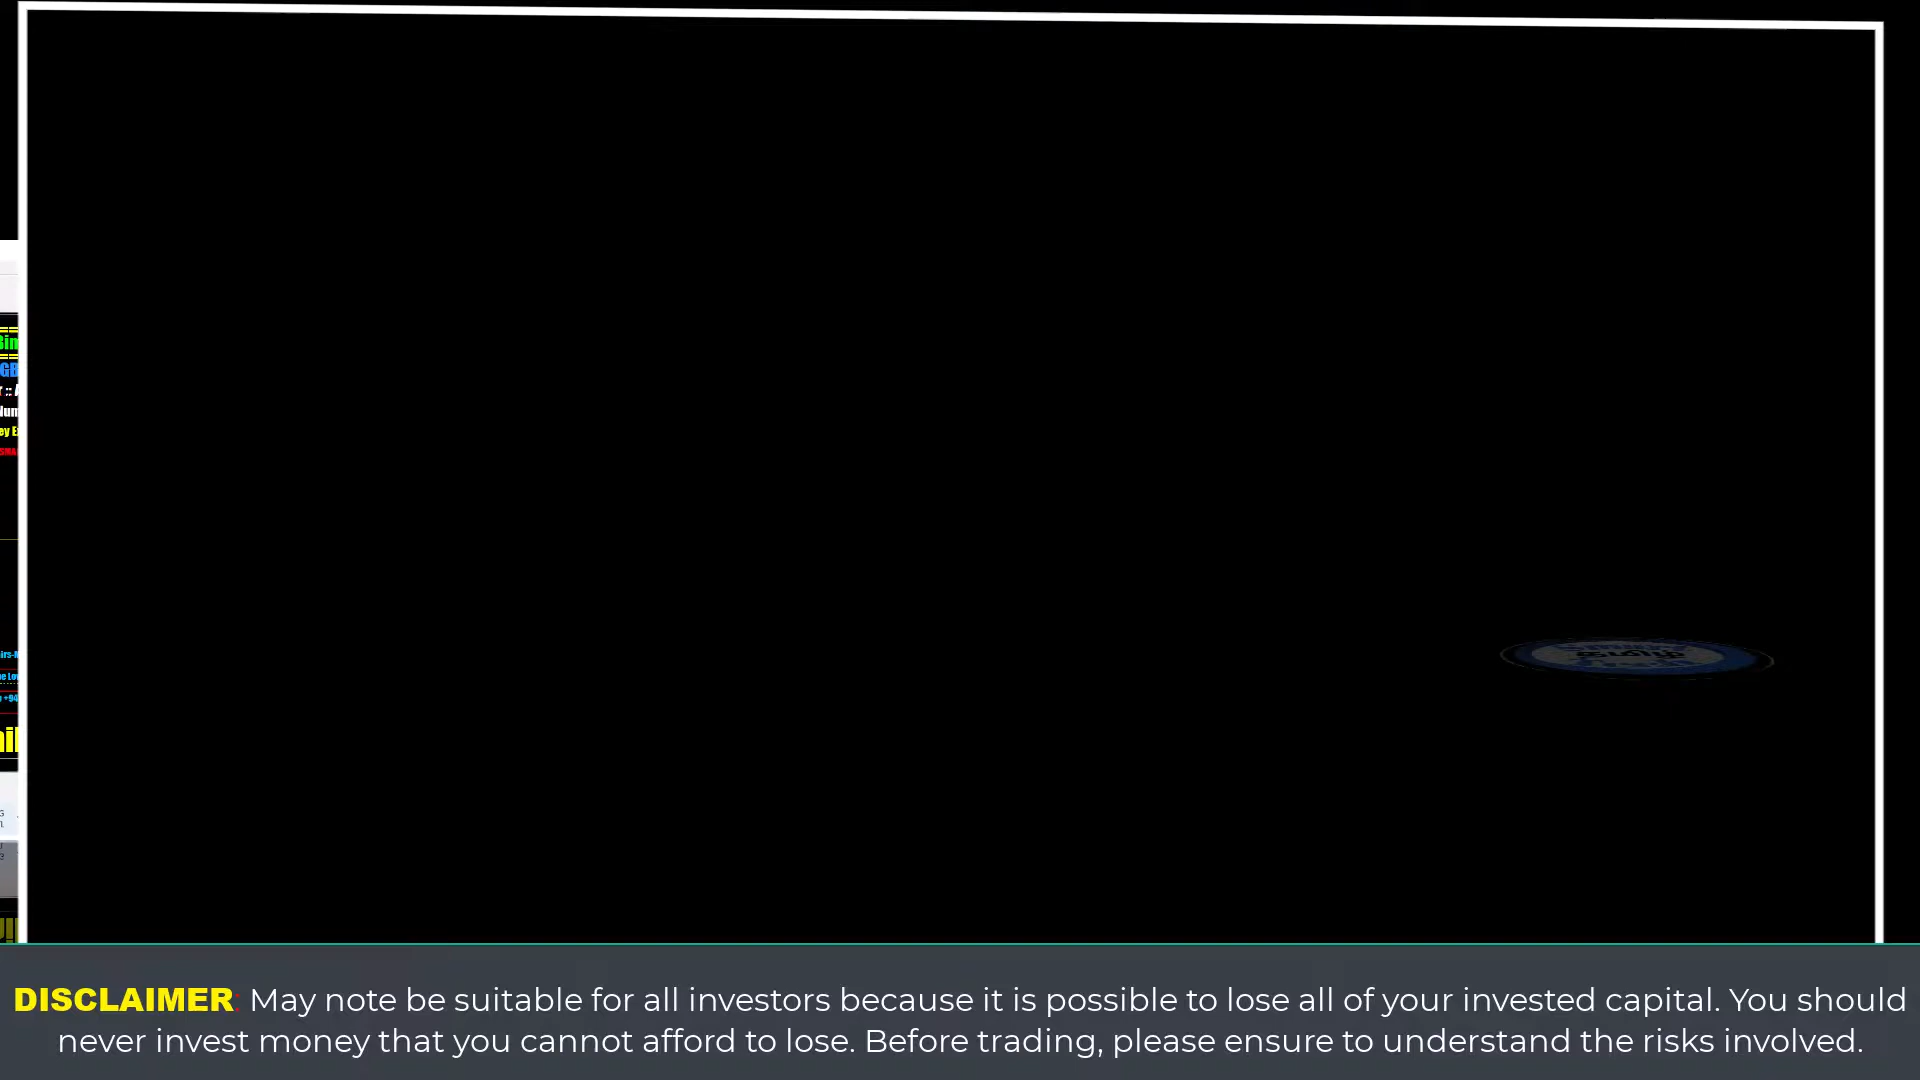 தமிழ்
DISCLAIMER: May note be suitable for all investors because it is possible to lose all of your invested capital. You should
never invest money that you cannot afford to lose. Before trading, please ensure to understand the risks involved.